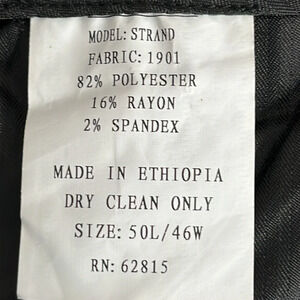 MODEL: STRAND
FABRIC: 1901
82% POLYESTER
16% RAYON
2% SPANDEX
MADE IN ETHIOPIA
DRY CLEAN ONLY
SIZE: 50L/46W
RN: 62815